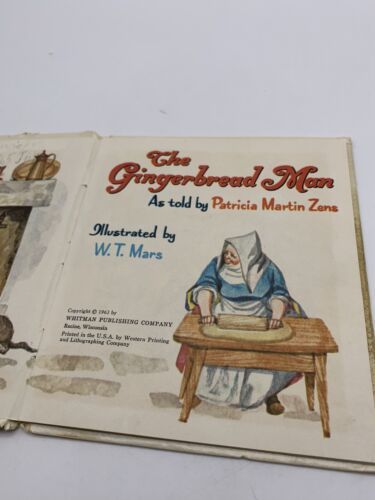 The
Gingerbread Man
As told by Patricia Martin Zens
Illustrated by
W. T. Mars
Copyright © 1963 by
WHITMAN PUBLISHING COMPANY
Racine, Wisconsin
Printed in the U.S.A. by Western Printing
and Lithographing Company